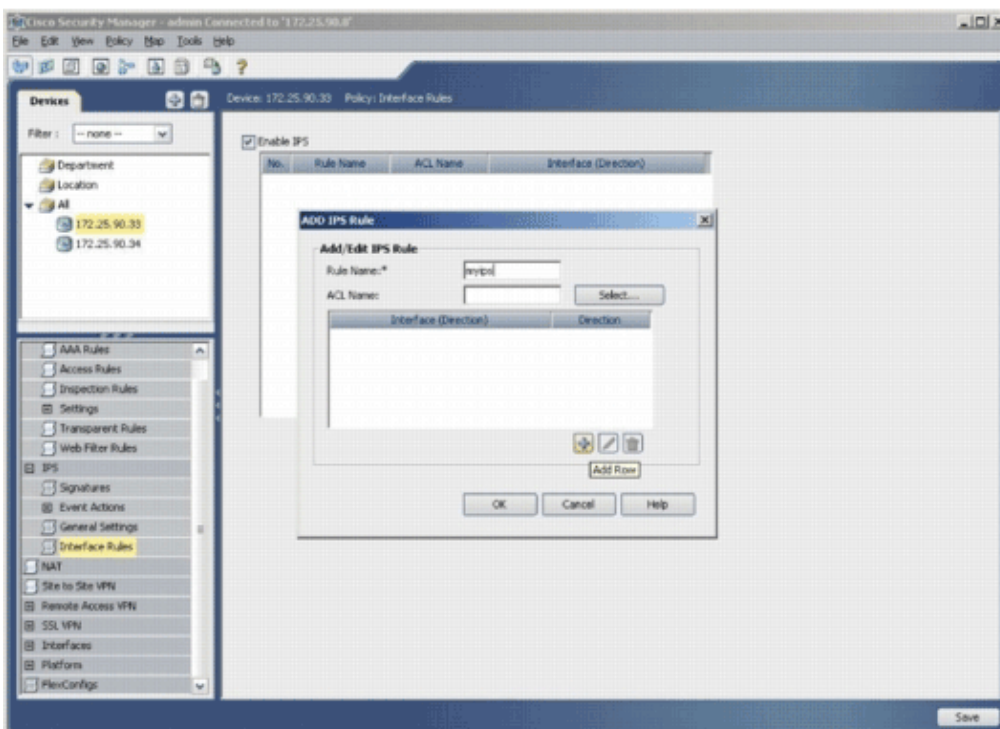 Cisco Security Manager - admin Connected to '172.25.90.8'
File Edit View Policy Map Tools Help
Devices
Device: 172.25.90.33 Policy: Interface Rules
Filter : -- none --
Enable IPS
No. Rule Name ACL Name Interface (Direction)
Department
Location
All
172.25.90.33
172.25.90.34
ADD IPS Rule
Add/Edit IPS Rule
Rule Name:* myips
ACL Name: Select....
Interface (Direction) Direction
Add Row
OK Cancel Help
AAA Rules
Access Rules
Inspection Rules
Settings
Transparent Rules
Web Filter Rules
IPS
Signatures
Event Actions
General Settings
Interface Rules
NAT
Site to Site VPN
Remote Access VPN
SSL VPN
Interfaces
Platform
FlexConfigs
Save